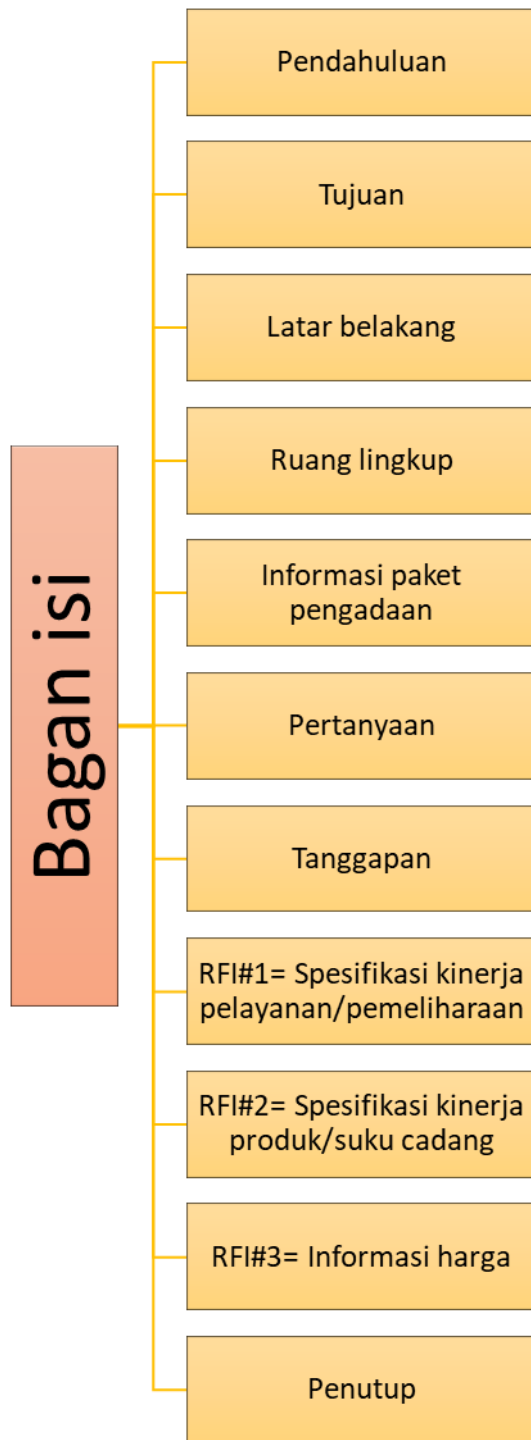 Bagan isi
Pendahuluan
Tujuan
Latar belakang
Ruang lingkup
Informasi paket
pengadaan
Pertanyaan
Tanggapan
RFI#1= Spesifikasi kinerja
pelayanan/pemeliharaan
RFI#2= Spesifikasi kinerja
produk/suku cadang
RFI#3= Informasi harga
Penutup